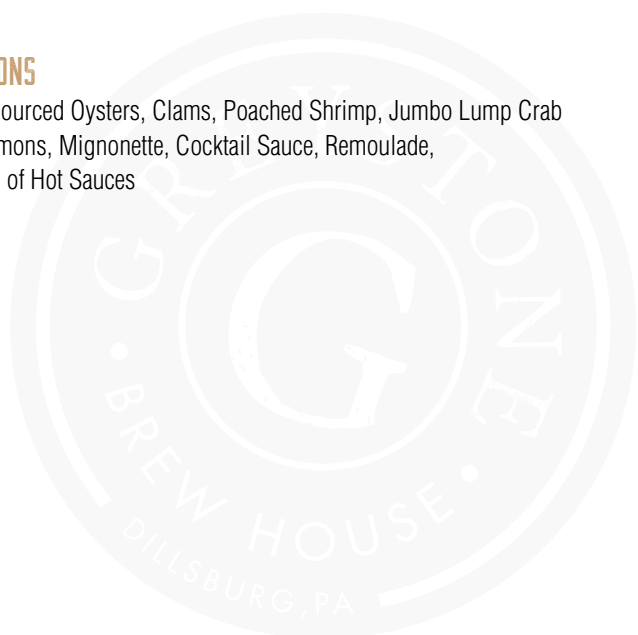 ONS
ourced Oysters, Clams, Poached Shrimp, Jumbo Lump Crab
mons, Mignonette, Cocktail Sauce, Remoulade,
of Hot Sauces
GREYSTONE
G
BREW HOUSE
DILLSBURG, PA